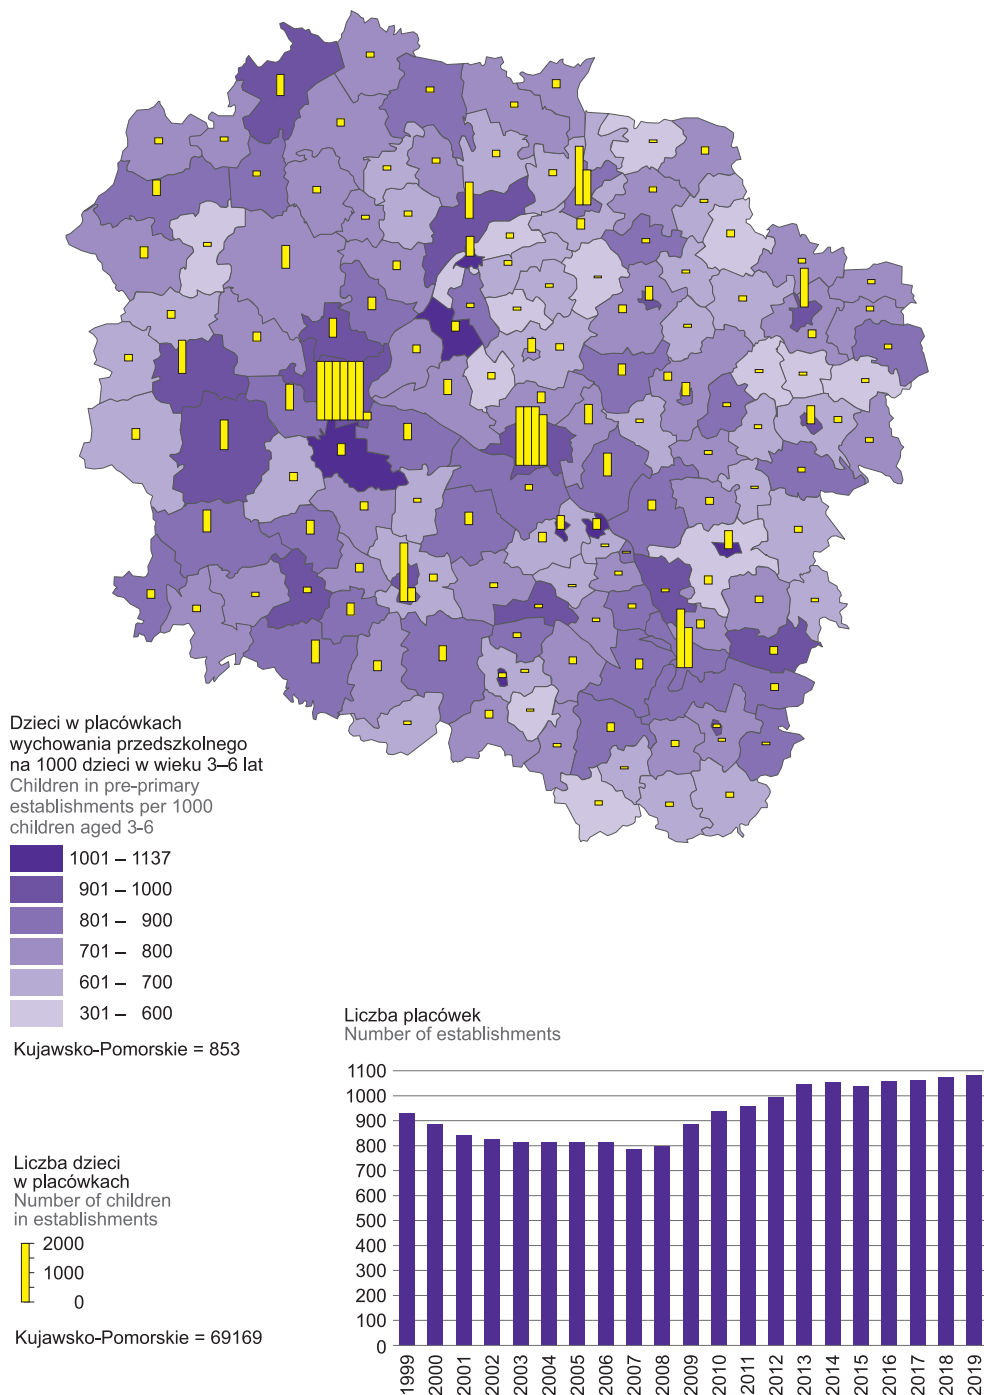 Dzieci w placówkach
wychowania przedszkolnego
na 1000 dzieci w wieku 3–6 lat
Children in pre-primary
establishments per 1000
children aged 3-6
1001 – 1137
901 – 1000
801 – 900
701 – 800
601 – 700
301 – 600
Kujawsko-Pomorskie = 853
Liczba dzieci
w placówkach
Number of children
in establishments
2000
1000
0
Kujawsko-Pomorskie = 69169
Liczba placówek
Number of establishments
1100
1000
900
800
700
600
500
400
300
200
100
0
1999 2000 2001 2002 2003 2004 2005 2006 2007 2008 2009 2010 2011 2012 2013 2014 2015 2016 2017 2018 2019